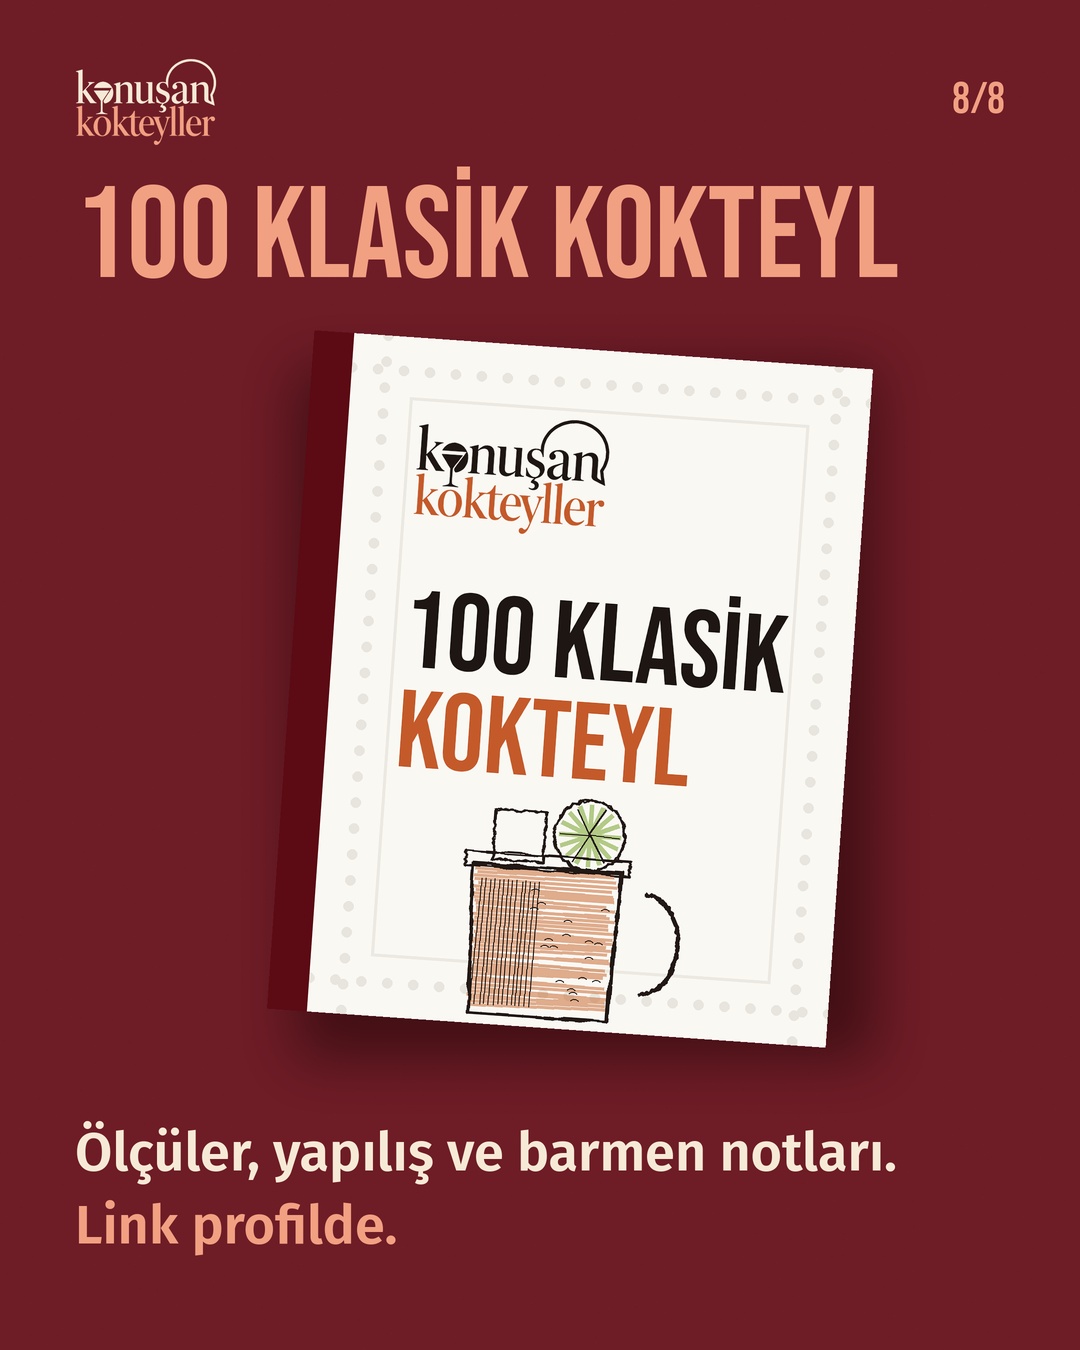 konuşan
kokteyller
8/8
100 KLASİK KOKTEYL
konuşan
kokteyller
100 KLASİK
KOKTEYL
Ölçüler, yapılış ve barmen notları.
Link profilde.